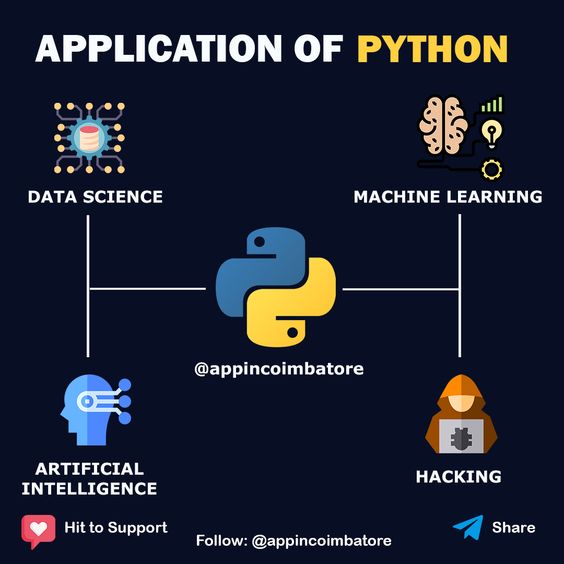 APPLICATION OF PYTHON
DATA SCIENCE
MACHINE LEARNING
@appincoimbatore
ARTIFICIAL
INTELLIGENCE
HACKING
Hit to Support
Follow: @appincoimbatore
Share